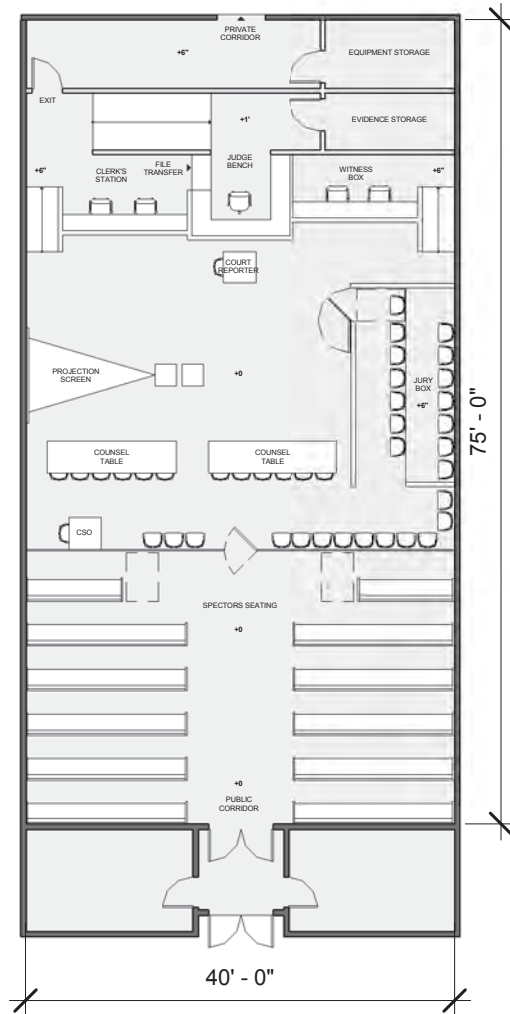 PRIVATE
CORRIDOR
+6"
EQUIPMENT STORAGE
EXIT
+1'
EVIDENCE STORAGE
+6"
CLERK'S
STATION
FILE
TRANSFER
JUDGE
BENCH
WITNESS
BOX
+6"
COURT
REPORTER
PROJECTION
SCREEN
+0
JURY
BOX
+6"
75' - 0"
COUNSEL
TABLE
COUNSEL
TABLE
CSO
SPECTORS SEATING
+0
+0
PUBLIC
CORRIDOR
40' - 0"